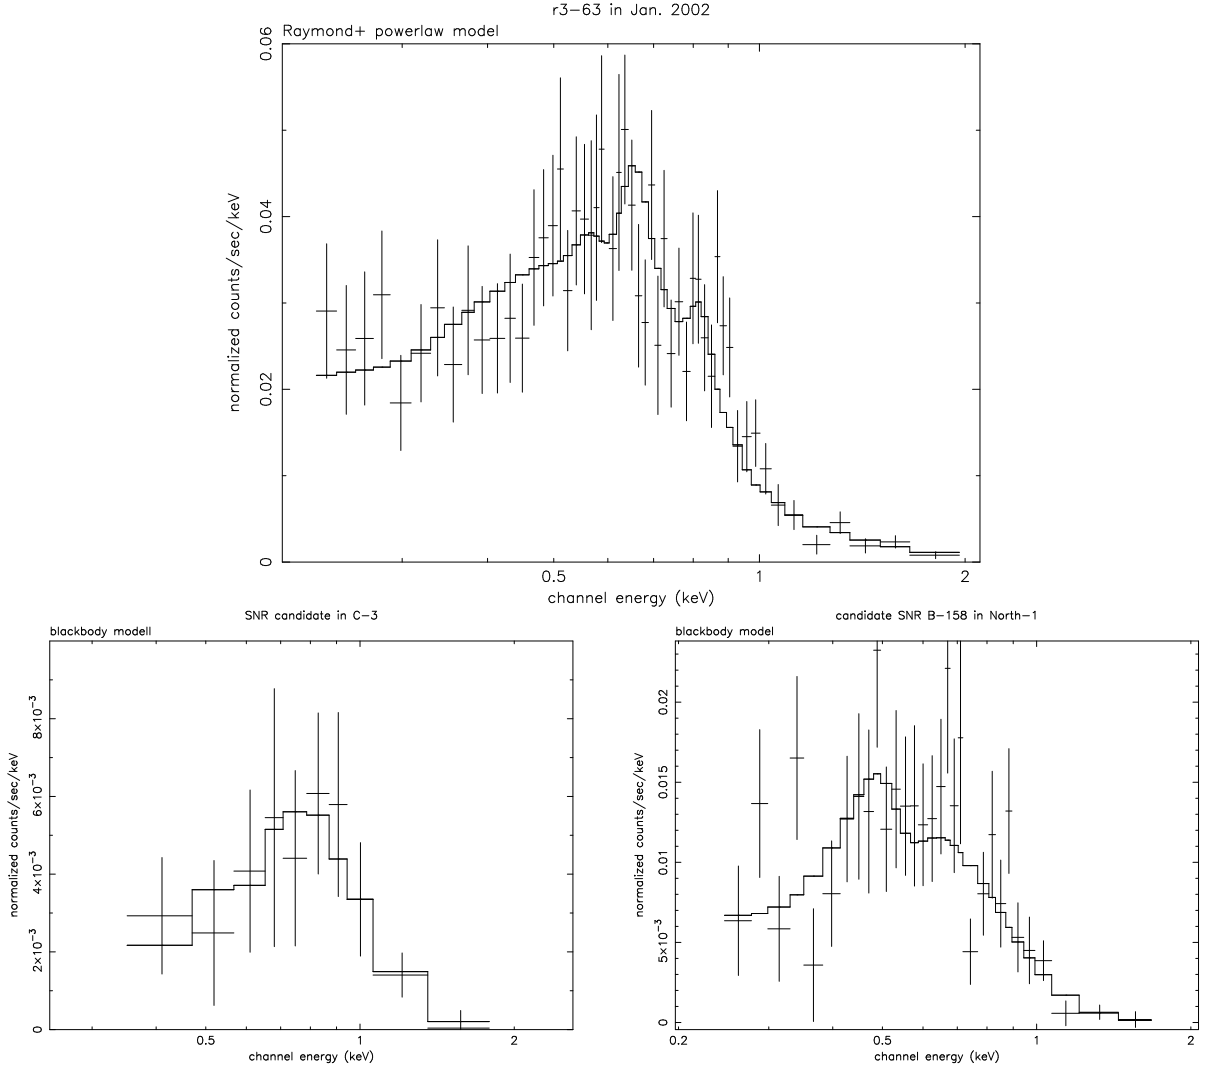 r3−63 in Jan. 2002
Raymond+ powerlaw model
0.06
0.04
0.02
0
normalized counts/sec/keV
0.5
1
2
channel energy (keV)
SNR candidate in C−3
blackbody modell
8×10−3
6×10−3
4×10−3
2×10−3
0
normalized counts/sec/keV
0.5
1
2
channel energy (keV)
candidate SNR B−158 in North−1
blackbody model
0.02
0.015
0.01
5×10−3
0
normalized counts/sec/keV
0.2
0.5
1
2
channel energy (keV)